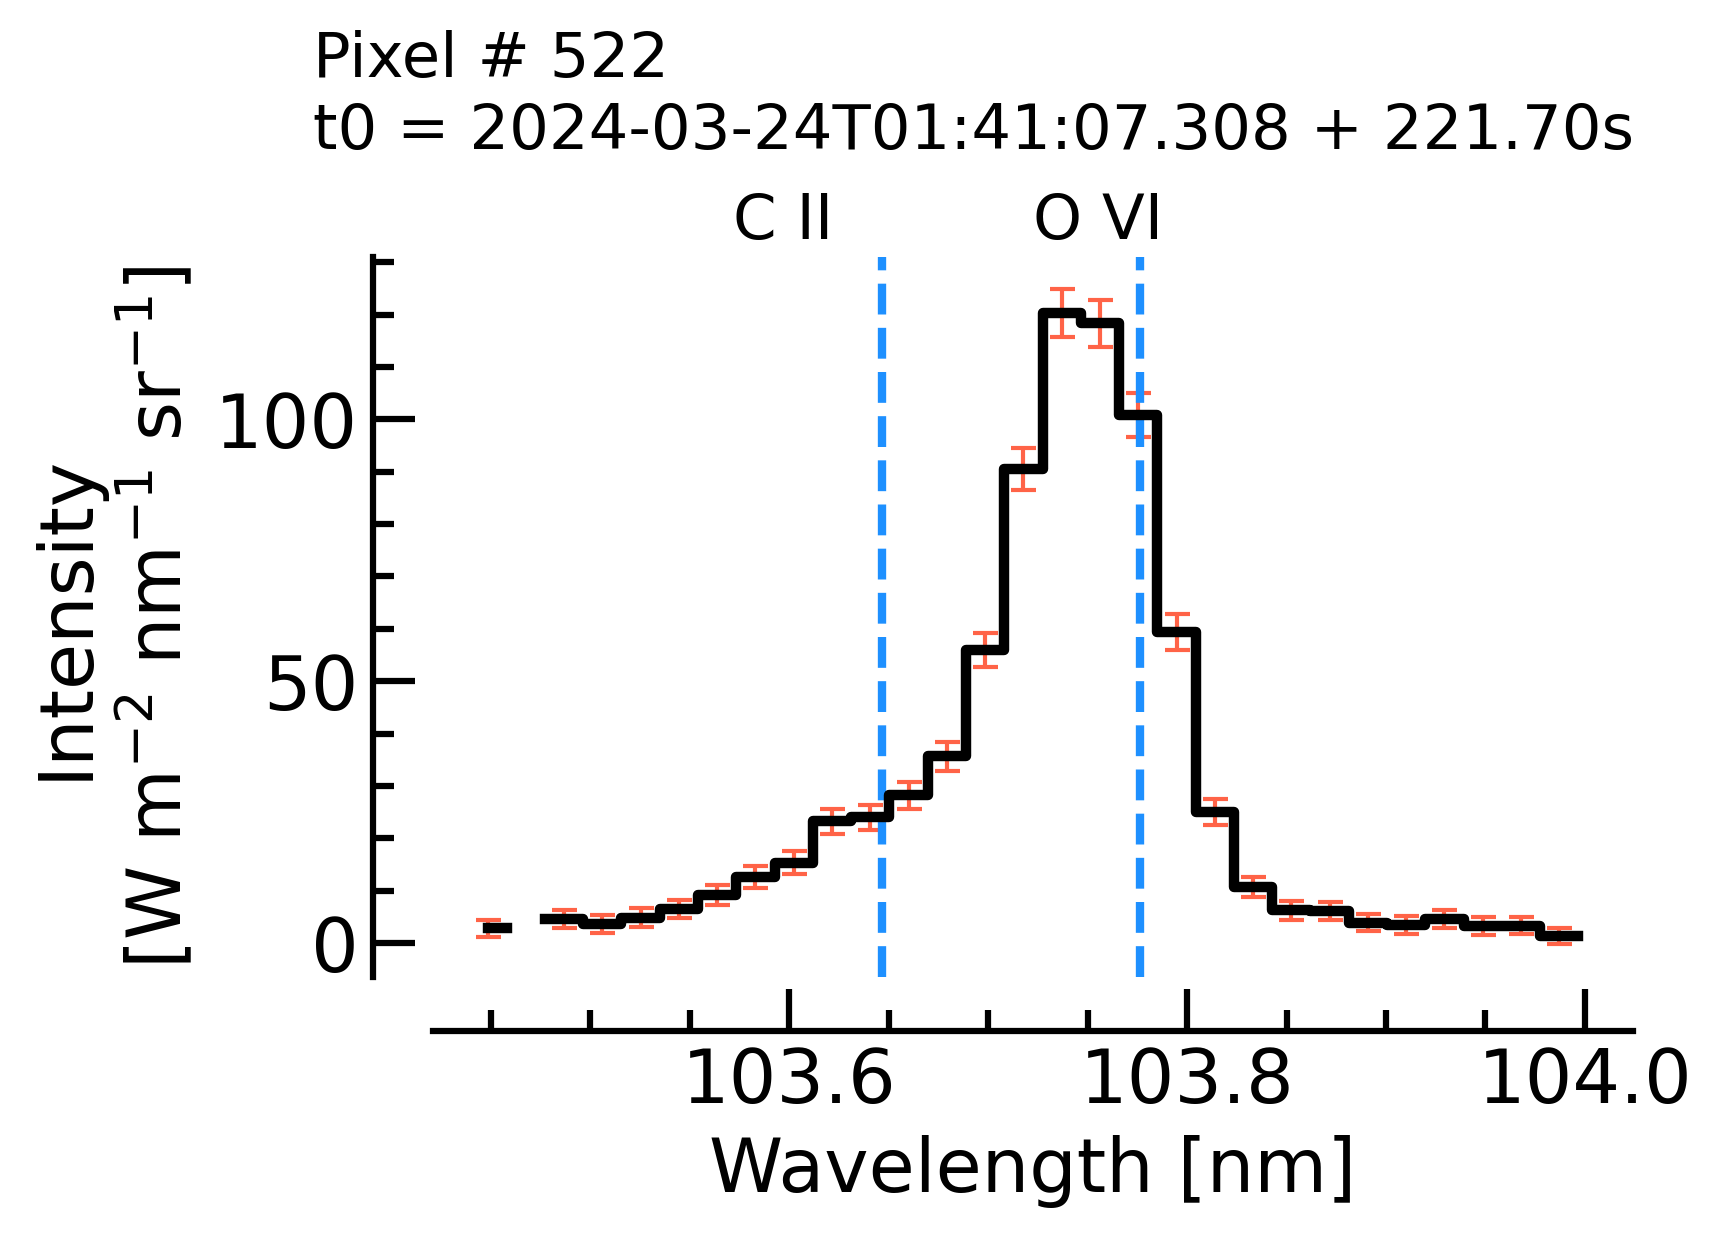 Pixel # 522
t0 = 2024-03-24T01:41:07.308 + 221.70s
C II
O VI
Intensity
[W m⁻² nm⁻¹ sr⁻¹]
100
50
0
103.6
103.8
104.0
Wavelength [nm]